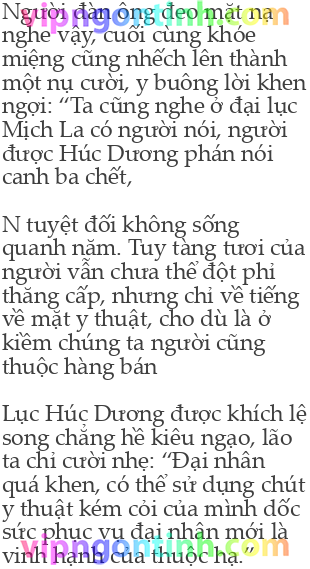 Người đàn ông đeo mặt nạ
vipngontinh.com
nghe vậy, cuối cùng khóe
miệng cũng nhếch lên thành
một nụ cười, y buông lời khen
ngợi: “Ta cũng nghe ở đại lục
Mịch La có người nói, người
được Húc Dương phán nói
canh ba chết,

N tuyệt đối không sống
quanh năm. Tuy tàng tươi của
người vẫn chưa thể đột phi
thăng cấp, nhưng chi về tiếng
về mặt y thuật, cho dù là ở
kiềm chúng ta người cũng
thuộc hàng bán

Lục Húc Dương được khích lệ
song chẳng hề kiêu ngạo, lão
ta chỉ cười nhẹ: “Đại nhân
quá khen, có thể sử dụng chút
y thuật kém cỏi của mình dốc
sức phục vụ đại nhân mới là
vipngontinh.com
vinh hạnh của thuộc hạ.”